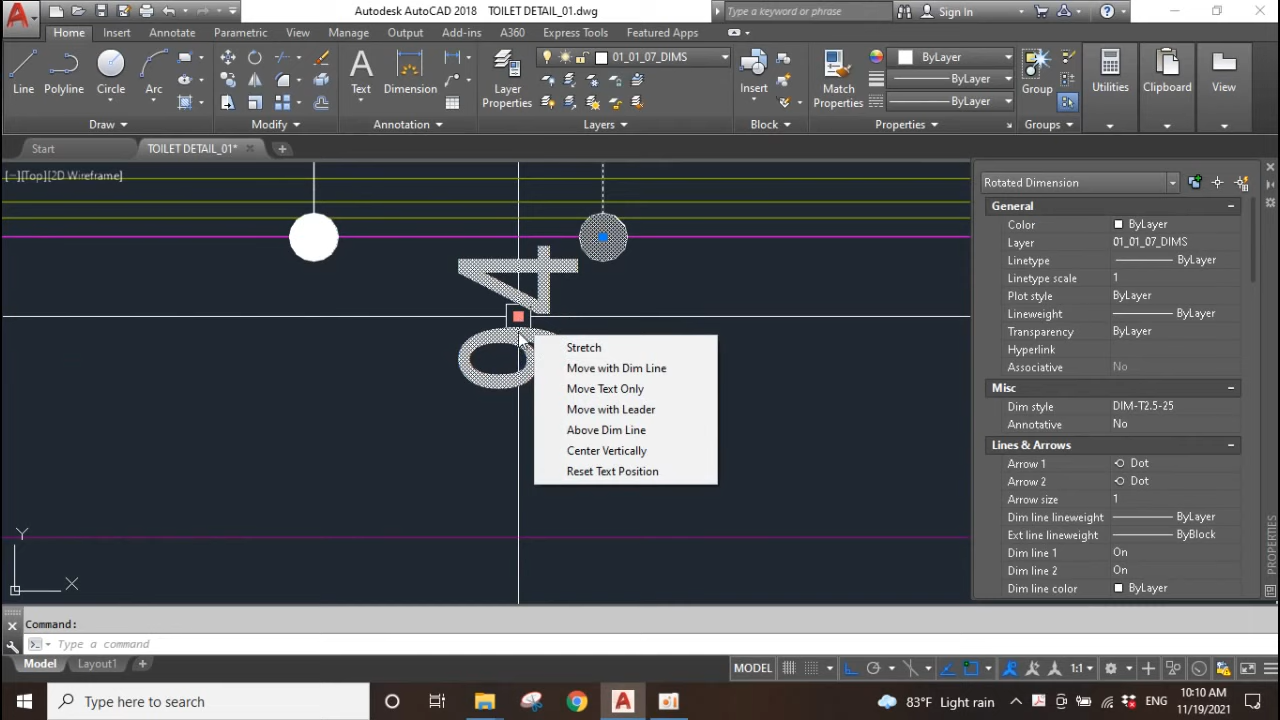 Autodesk AutoCAD 2018 TOILET DETAIL_01.dwg
Type a keyword or phrase
Sign In
Home Insert Annotate Parametric View Manage Output Add-ins A360 Express Tools Featured Apps
Line Polyline Circle Arc
Text Dimension
Layer Properties
01_01_07_DIMS
Insert
Match Properties
ByLayer
ByLayer
ByLayer
Group
Utilities
Clipboard
View
Draw Modify Annotation Layers Block Properties Groups
Start TOILET DETAIL_01*
[−][Top][2D Wireframe]
04
Stretch
Move with Dim Line
Move Text Only
Move with Leader
Above Dim Line
Center Vertically
Reset Text Position
Y
X
Rotated Dimension
General
Color ByLayer
Layer 01_01_07_DIMS
Linetype ByLayer
Linetype scale 1
Plot style ByLayer
Lineweight ByLayer
Transparency ByLayer
Hyperlink
Associative No
Misc
Dim style DIM-T2.5-25
Annotative No
Lines & Arrows
Arrow 1 Dot
Arrow 2 Dot
Arrow size 1
Dim line lineweight ByLayer
Ext line lineweight ByBlock
Dim line 1 On
Dim line 2 On
Dim line color ByLayer
PROPERTIES
Command:
Type a command
Model Layout1
MODEL
1:1
Type here to search
83°F Light rain
ENG
10:10 AM
11/19/2021